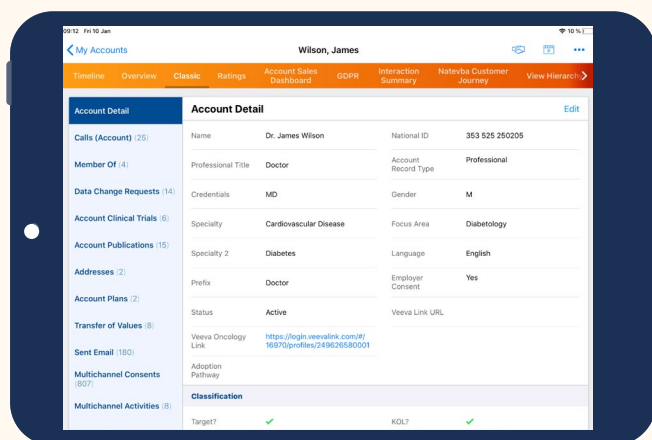 09:12 Fri 10 Jan
10 %
My Accounts
Wilson, James
Timeline
Overview
Classic
Ratings
Account Sales
Dashboard
GDPR
Interaction
Summary
Natevba Customer
Journey
View Hierarchy
Account Detail
Calls (Account) (25)
Member Of (4)
Data Change Requests (14)
Account Clinical Trials (6)
Account Publications (15)
Addresses (2)
Account Plans (2)
Transfer of Values (8)
Sent Email (180)
Multichannel Consents
(807)
Multichannel Activities (8)
Account Detail
Edit
Name Dr. James Wilson
National ID 353 525 250205
Professional Title Doctor
Account
Record Type
Professional
Credentials MD
Gender M
Specialty Cardiovascular Disease
Focus Area Diabetology
Specialty 2 Diabetes
Language English
Prefix Doctor
Employer
Consent
Yes
Status Active
Veeva Link URL
Veeva Oncology
Link
https://login.veevalink.com/#/
16970/profiles/249626580001
Adoption
Pathway
Classification
Target? ✓
KOL? ✓